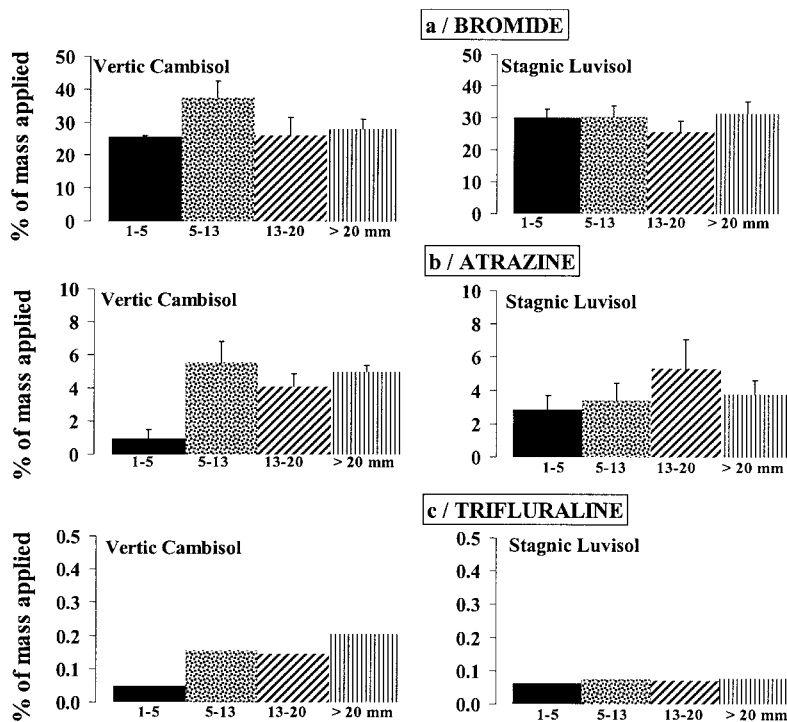 a / BROMIDE
% of mass applied
50
40
30
20
10
0
Vertic Cambisol
1-5 5-13 13-20 > 20 mm
50
40
30
20
10
0
Stagnic Luvisol
1-5 5-13 13-20 > 20 mm
b / ATRAZINE
% of mass applied
10
8
6
4
2
0
Vertic Cambisol
1-5 5-13 13-20 > 20 mm
10
8
6
4
2
0
Stagnic Luvisol
1-5 5-13 13-20 > 20 mm
c / TRIFLURALINE
% of mass applied
0.5
0.4
0.3
0.2
0.1
0.0
Vertic Cambisol
1-5 5-13 13-20 > 20 mm
0.5
0.4
0.3
0.2
0.1
0.0
Stagnic Luvisol
1-5 5-13 13-20 > 20 mm